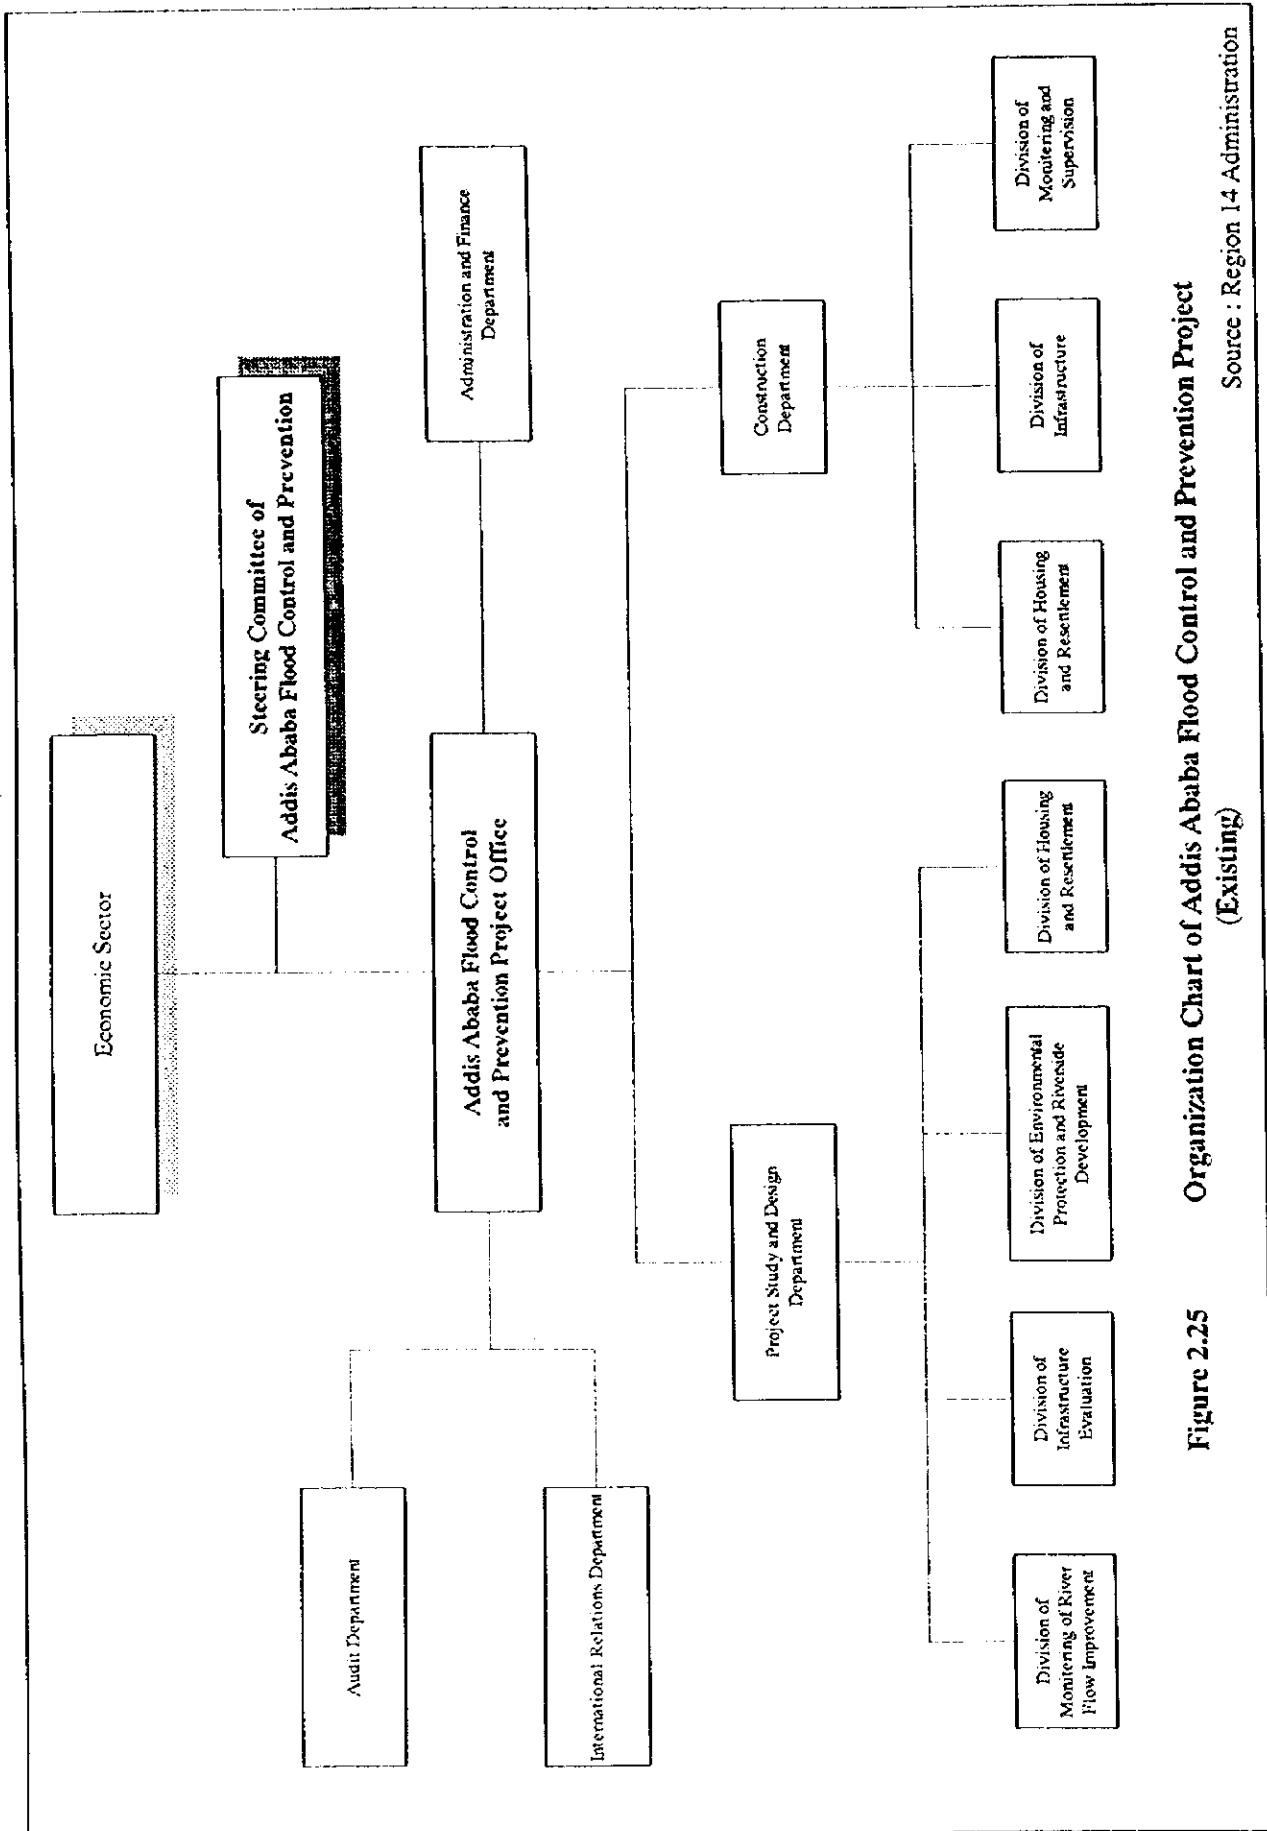 Economic Sector
Steering Committee of
Addis Ababa Flood Control and Prevention
Addis Ababa Flood Control
and Prevention Project Office
Administration and Finance
Department
Audit Department
International Relations Department
Project Study and Design
Department
Construction
Department
Division of
Monitering of River
Flow Improvement
Division of
Infrastructure
Evaluation
Division of Environmental
Protection and Riverside
Development
Division of Housing
and Resertlement
Division of Housing
and Resertlement
Division of
Infrastructure
Division of
Monitering and
Supervision
Figure 2.25
Organization Chart of Addis Ababa Flood Control and Prevention Project
(Existing)
Source : Region 14 Administration